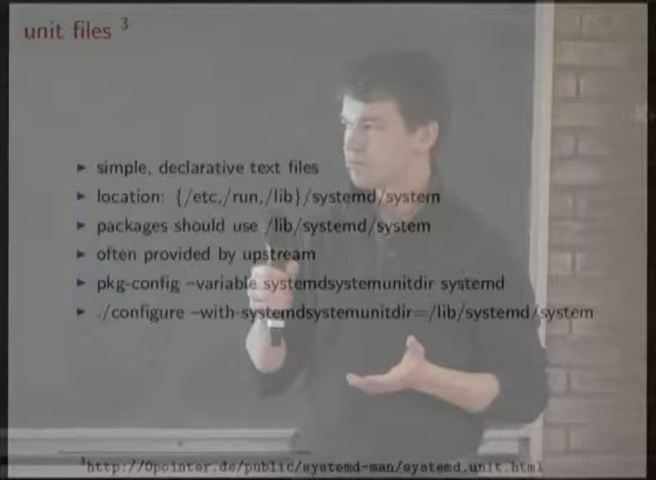 unit files 3
simple, declarative text files
location: {/etc,/run,/lib}/systemd/system
packages should use /lib/systemd/system
often provided by upstream
pkg-config –variable systemdsystemunitdir systemd
./configure –with-systemdsystemunitdir=/lib/systemd/system
3http://0pointer.de/public/systemd-man/systemd.unit.html